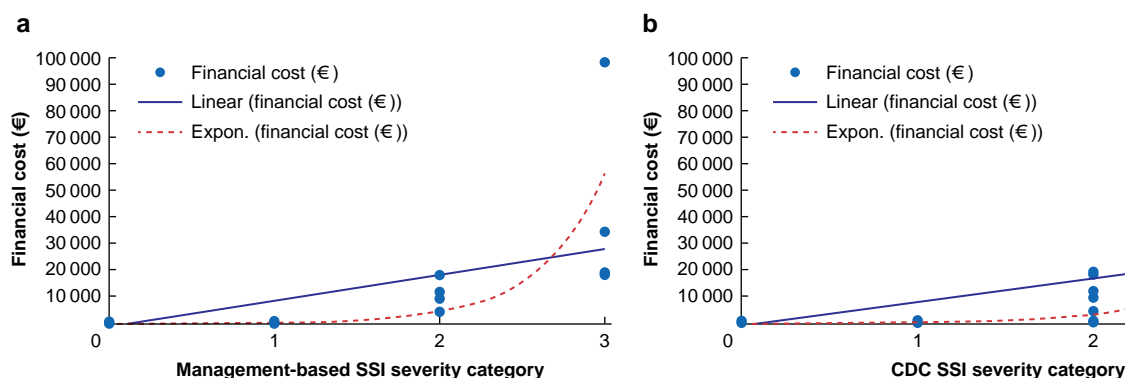 a
100 000
90 000
80 000
70 000
60 000
50 000
40 000
30 000
20 000
10 000
Financial cost (€)
Financial cost (€)
Linear (financial cost (€))
Expon. (financial cost (€))
0
1
2
3
Management-based SSI severity category
b
100 000
90 000
80 000
70 000
60 000
50 000
40 000
30 000
20 000
10 000
Financial cost (€)
Financial cost (€)
Linear (financial cost (€))
Expon. (financial cost (€))
0
1
2
CDC SSI severity category